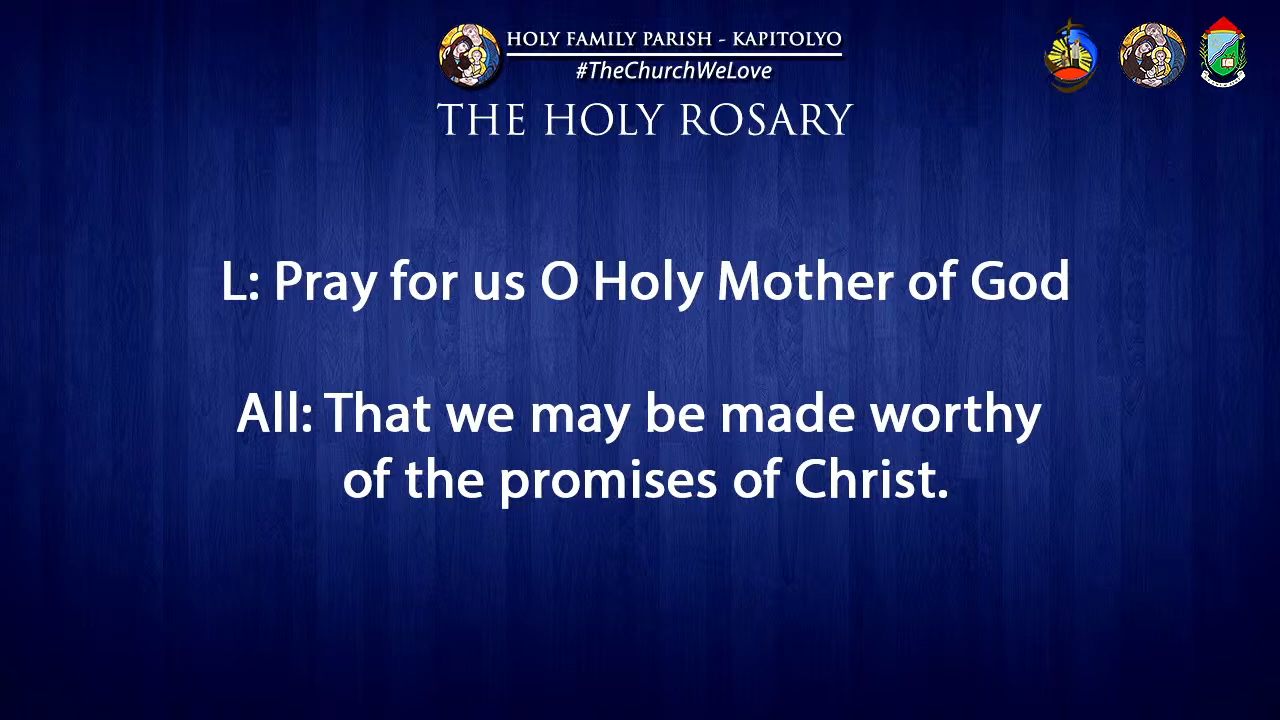 HOLY FAMILY PARISH - KAPITOLYO
#TheChurchWeLove
THE HOLY ROSARY
L: Pray for us O Holy Mother of God
All: That we may be made worthy
of the promises of Christ.